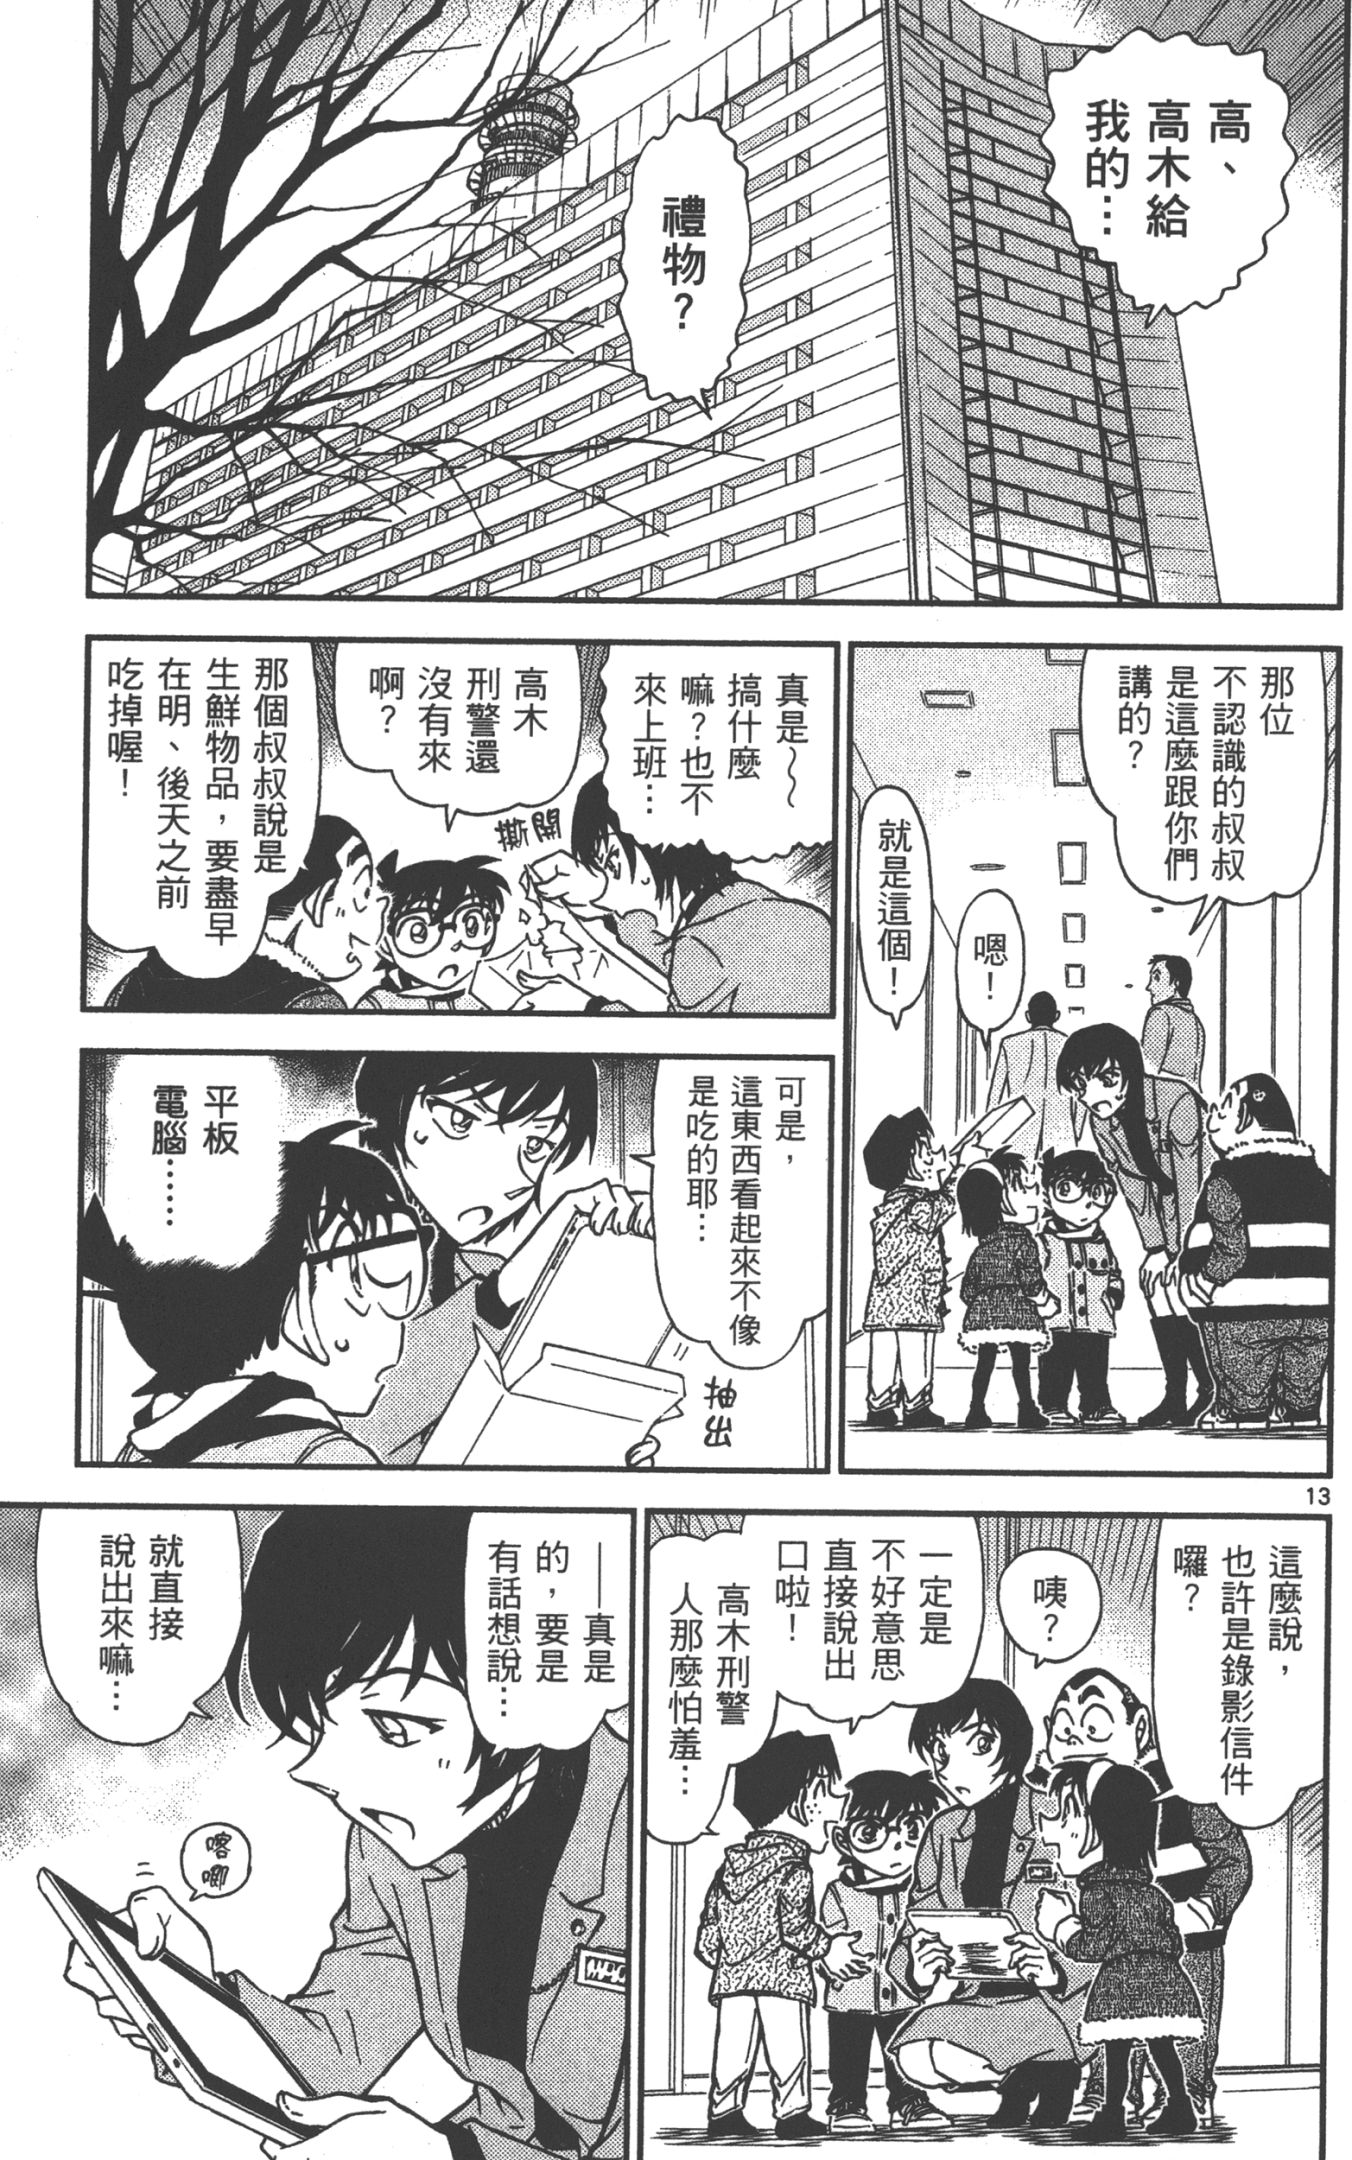 高、
高木給
我的…
禮物？
那位
不認識的叔叔
是這麼跟你們
講的？
嗯！
就是這個！
真是～～
搞什麼
嘛？也不
來上班…
撕開
高木
刑警還
沒有來
啊？
那個叔叔說是
生鮮物品，要盡早
在明、後天之前
吃掉喔！
可是，
這東西看起來不像
是吃的耶…
抽出
平板
電腦……
13
這麼說，
也許是錄影信件
囉？
咦？
一定是
不好意思
直接說出
口啦！
高木刑警
人那麼怕羞…
——真是
的，要是
有話想說…
就直接
說出來嘛…
喀唧